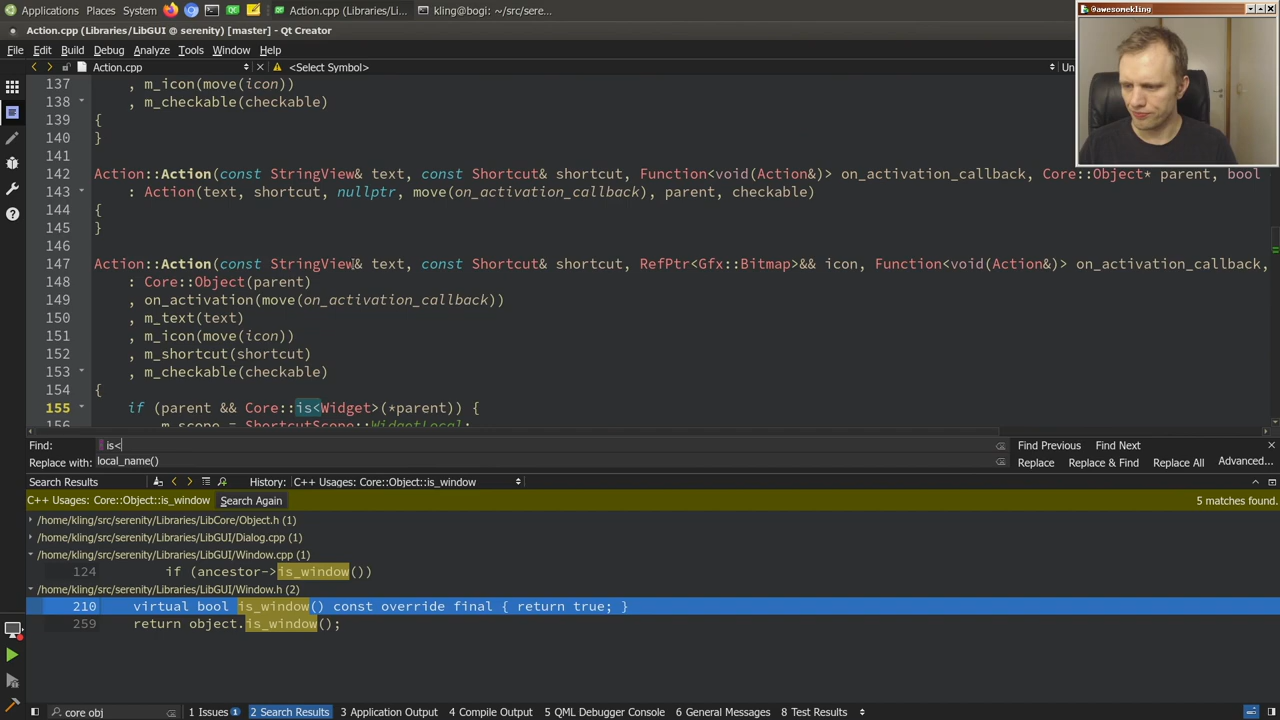 Applications Places System Action.cpp (Libraries/Li... kling@bogi: ~/src/sere...
@awesomekling
Action.cpp (Libraries/LibGUI @ serenity) [master] - Qt Creator
File Edit Build Debug Analyze Tools Window Help
Action.cpp <Select Symbol> Un
137 , m_icon(move(icon))
138 , m_checkable(checkable)
139 {
140 }
141
142 Action::Action(const StringView& text, const Shortcut& shortcut, Function<void(Action&)> on_activation_callback, Core::Object* parent, bool
143 : Action(text, shortcut, nullptr, move(on_activation_callback), parent, checkable)
144 {
145 }
146
147 Action::Action(const StringView& text, const Shortcut& shortcut, RefPtr<Gfx::Bitmap>&& icon, Function<void(Action&)> on_activation_callback,
148 : Core::Object(parent)
149 , on_activation(move(on_activation_callback))
150 , m_text(text)
151 , m_icon(move(icon))
152 , m_shortcut(shortcut)
153 , m_checkable(checkable)
154 {
155 if (parent && Core::is<Widget>(*parent)) {
156 m_scope = ShortcutScope::WidgetLocal;
Find: is< Find Previous Find Next
Replace with: local_name() Replace Replace & Find Replace All Advanced...
Search Results History: C++ Usages: Core::Object::is_window
C++ Usages: Core::Object::is_window Search Again 5 matches found.
/home/kling/src/serenity/Libraries/LibCore/Object.h (1)
/home/kling/src/serenity/Libraries/LibGUI/Dialog.cpp (1)
/home/kling/src/serenity/Libraries/LibGUI/Window.cpp (1)
124 if (ancestor->is_window())
/home/kling/src/serenity/Libraries/LibGUI/Window.h (2)
210 virtual bool is_window() const override final { return true; }
259 return object.is_window();
core obj 1 Issues 1 2 Search Results 3 Application Output 4 Compile Output 5 QML Debugger Console 6 General Messages 8 Test Results